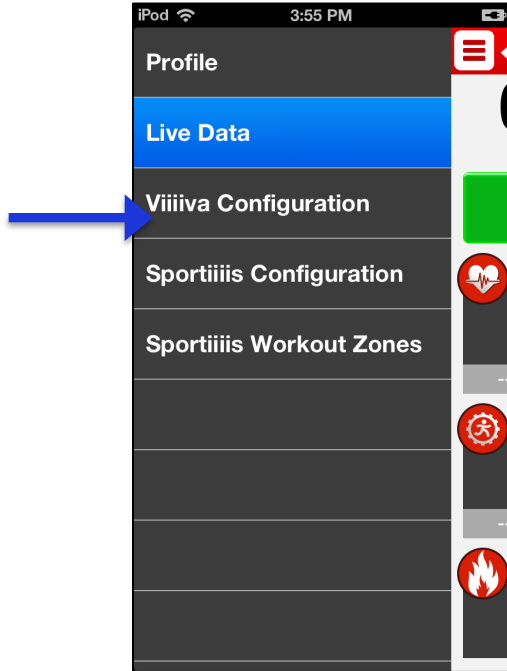 iPod 3:55 PM
Profile
Live Data
Viiiiva Configuration
Sportiiiis Configuration
Sportiiiis Workout Zones
--
--